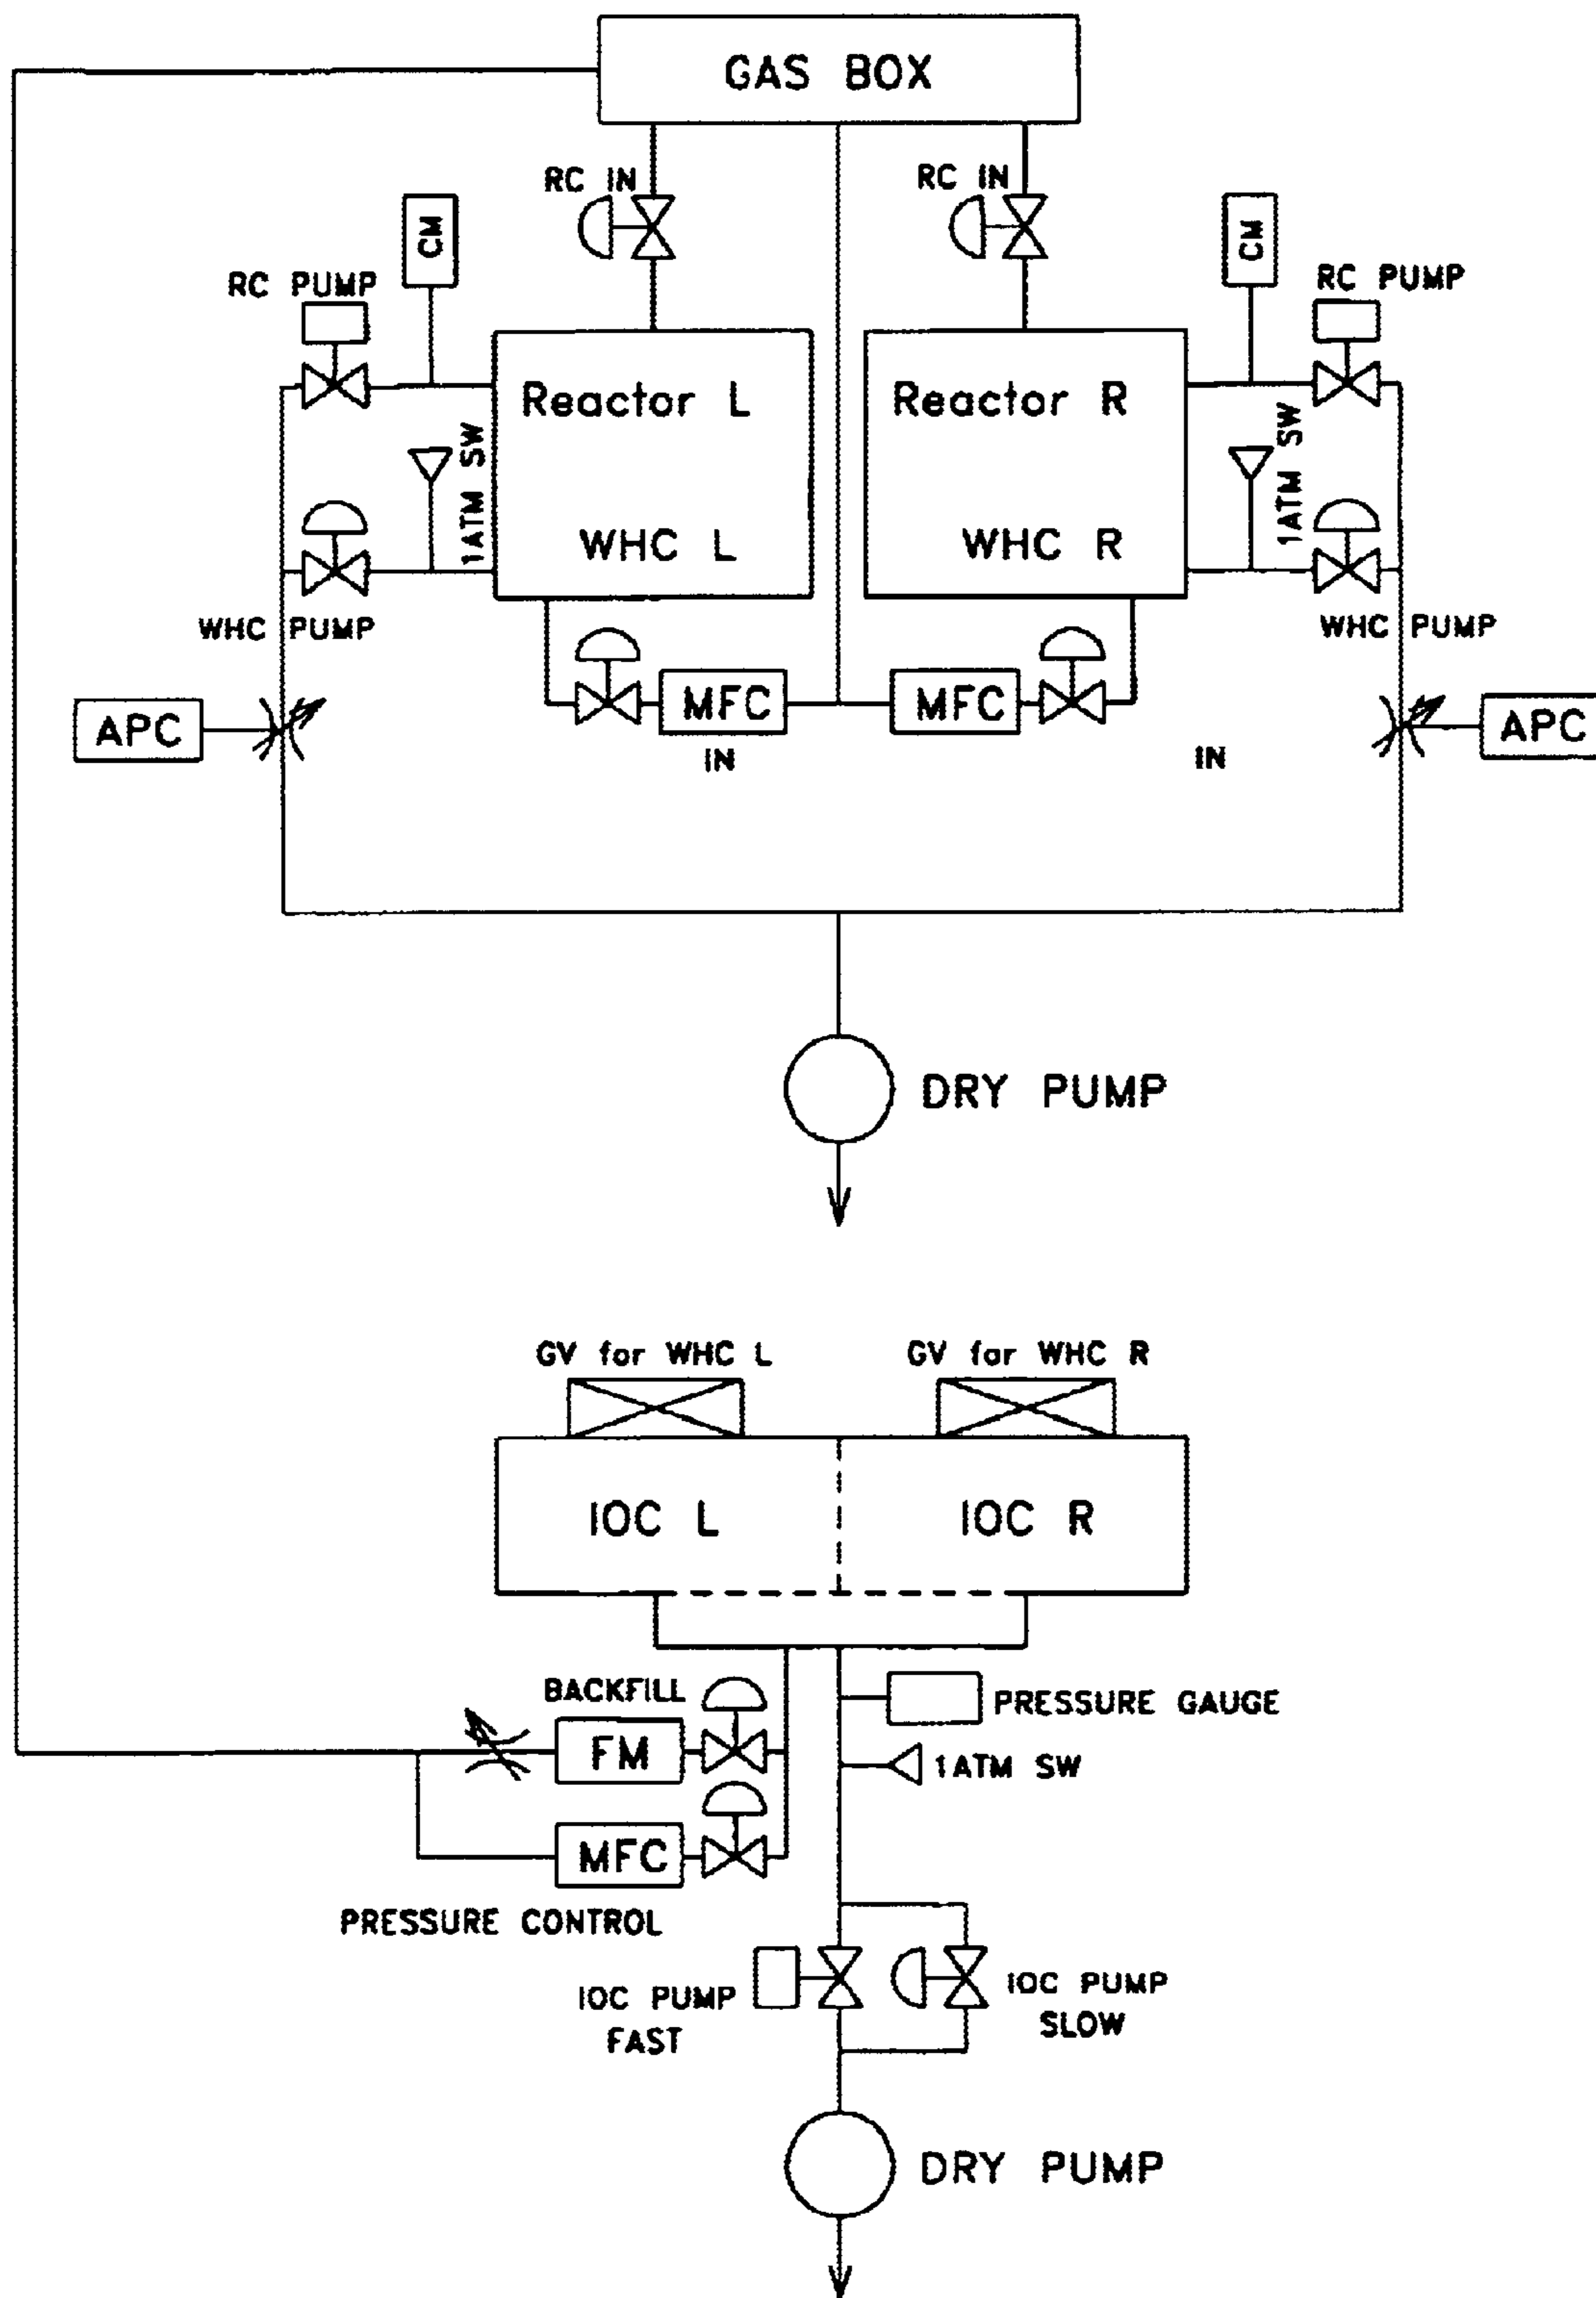 GAS BOX
RC IN
RC IN
CM
CM
RC PUMP
RC PUMP
Reactor L
Reactor R
1ATM SW
1ATM SW
WHC L
WHC R
WHC PUMP
WHC PUMP
APC
MFC
MFC
APC
IN
IN
DRY PUMP
GV for WHC L
GV for WHC R
IOC L
IOC R
BACKFILL
PRESSURE GAUGE
FM
1ATM SW
MFC
PRESSURE CONTROL
IOC PUMP
FAST
IOC PUMP
SLOW
DRY PUMP